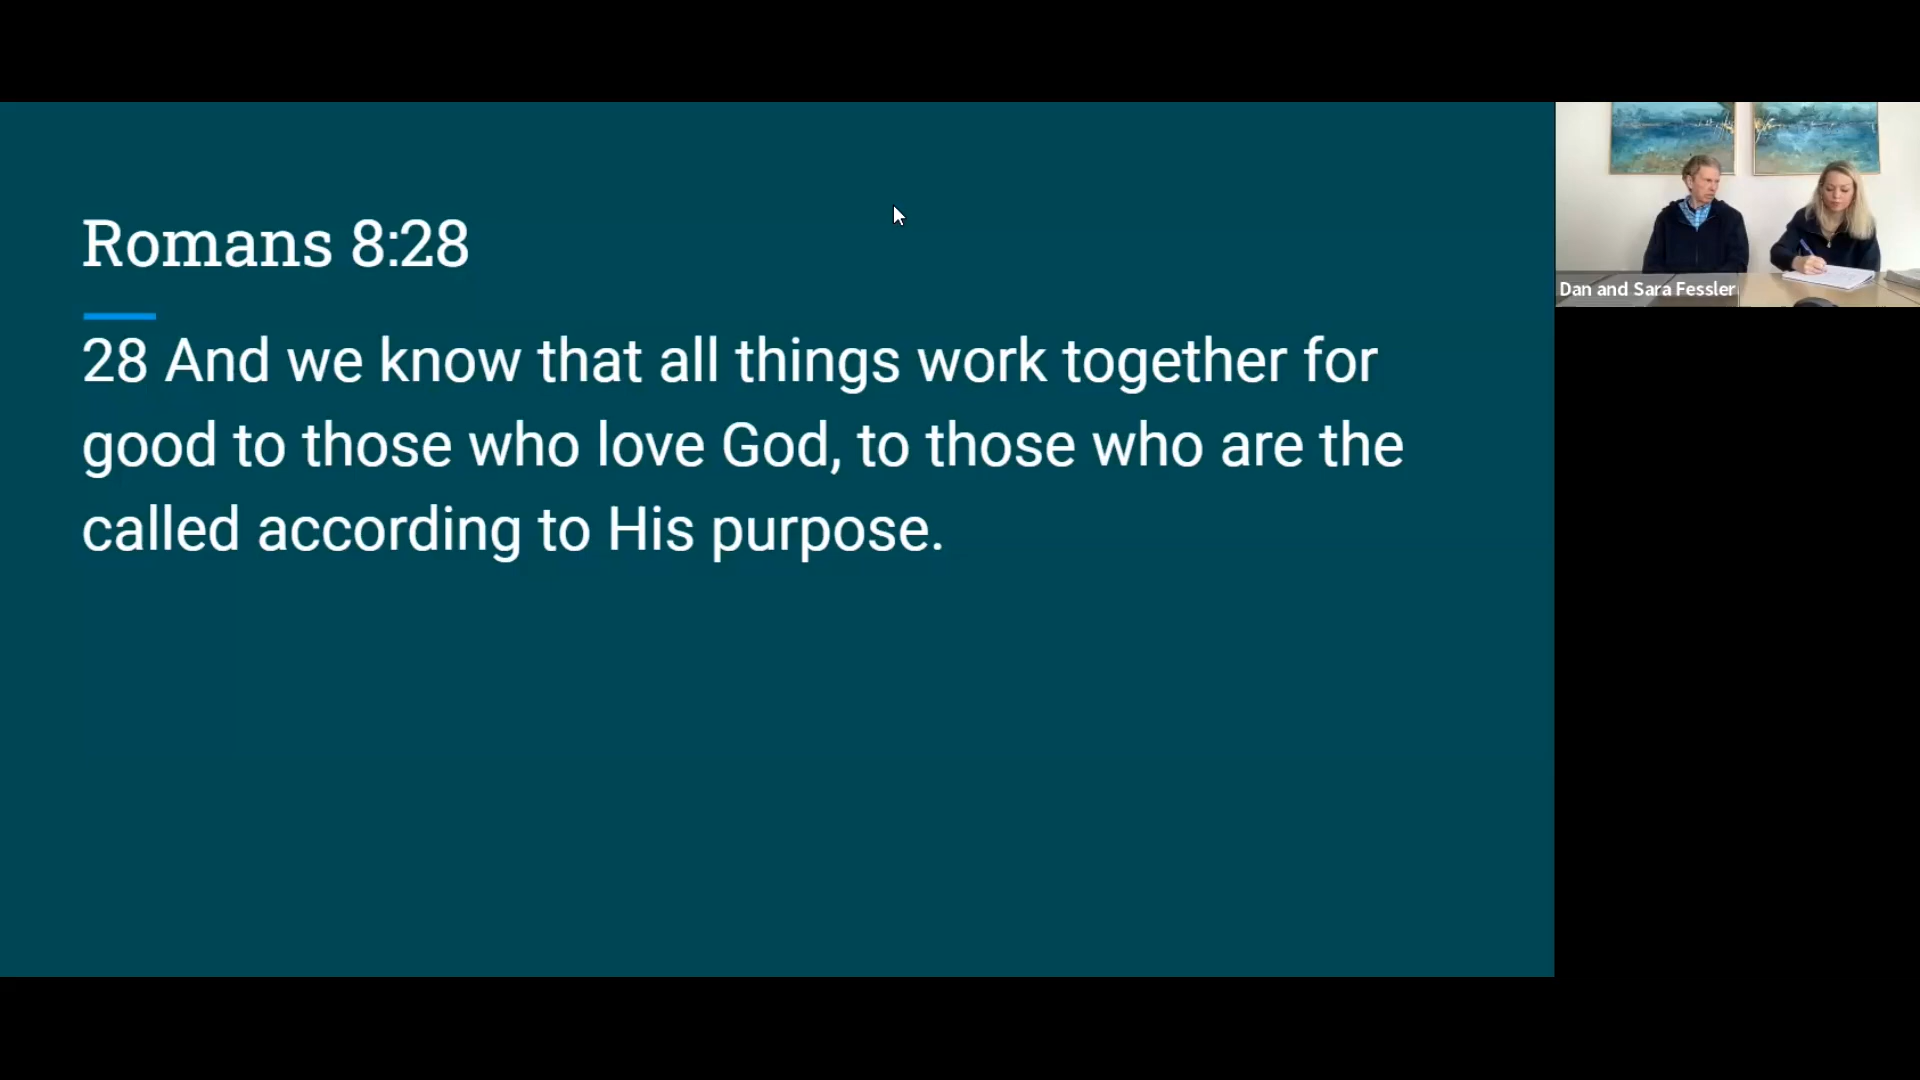 Romans 8:28
28 And we know that all things work together for
good to those who love God, to those who are the
called according to His purpose.
Dan and Sara Fessler